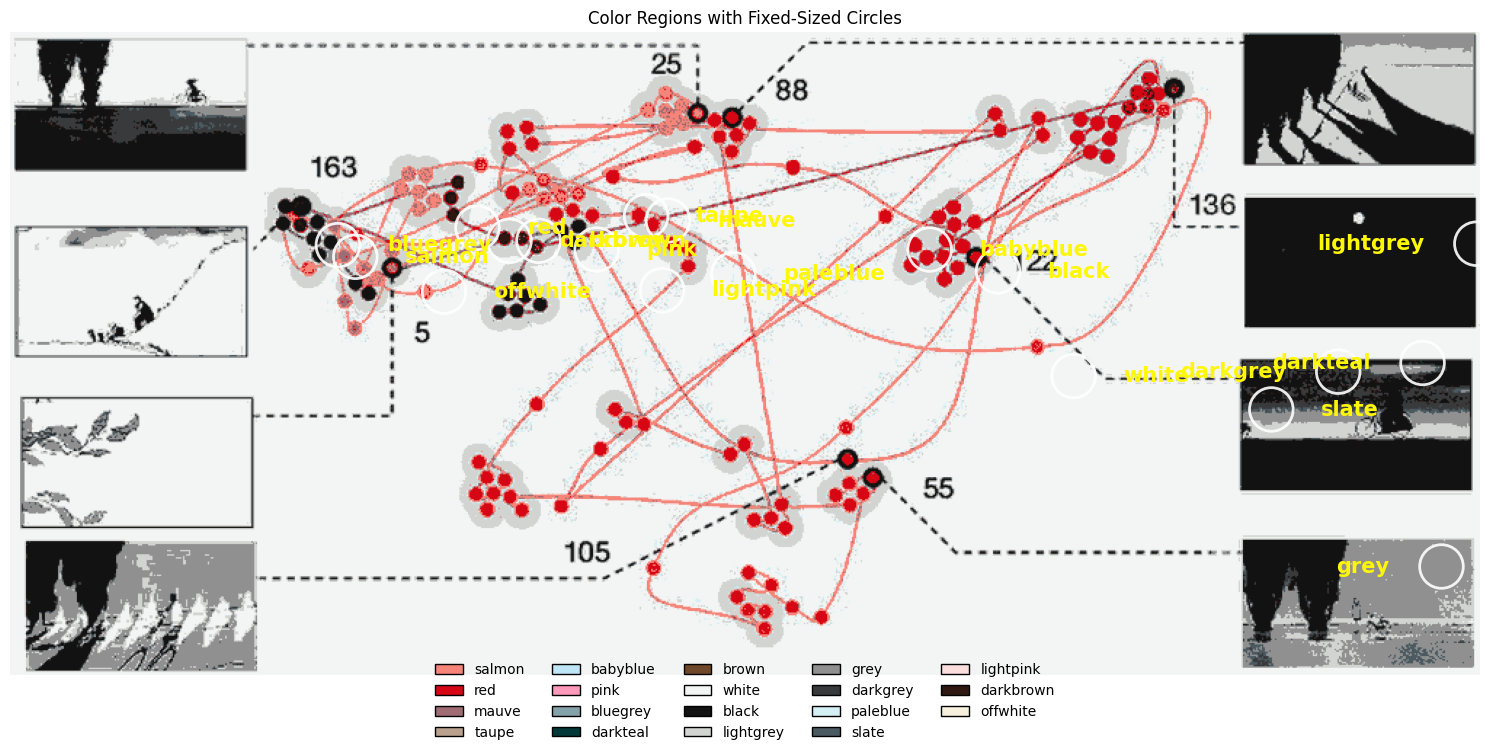 Color Regions with Fixed-Sized Circles
25
88
163
136
taupe
mauve
red
bluegrey
darkbrown
brown
pink
salmon
babyblue
22
black
lightgrey
paleblue
offwhite
lightpink
5
white
darkgrey
darkteal
slate
55
105
grey
salmon
red
mauve
taupe
babyblue
pink
bluegrey
darkteal
brown
white
black
lightgrey
grey
darkgrey
paleblue
slate
lightpink
darkbrown
offwhite